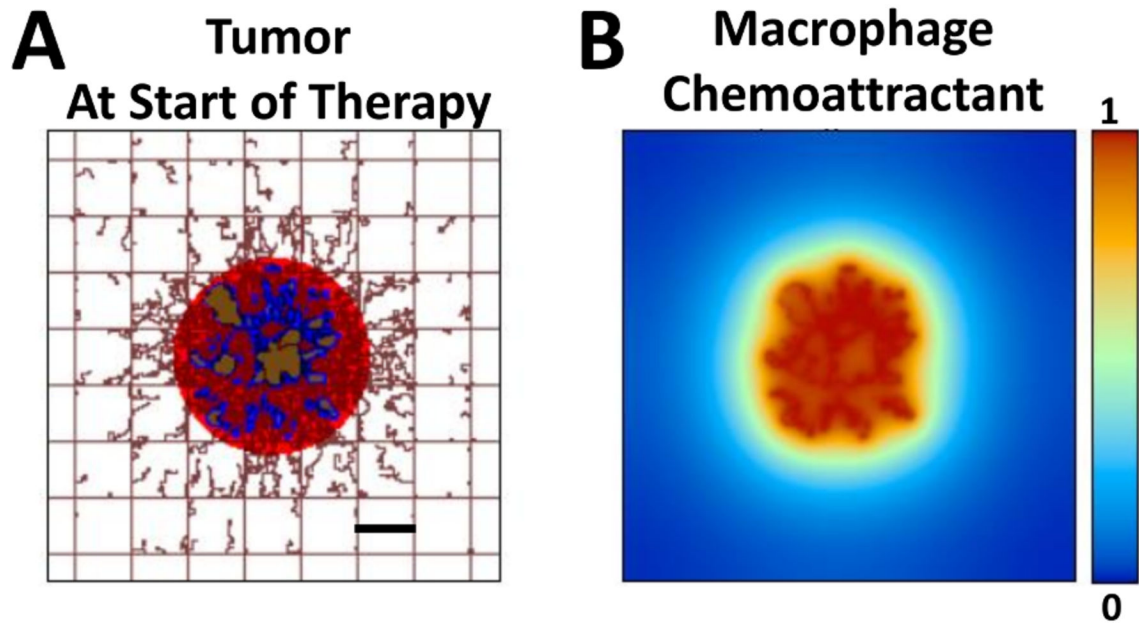 A
Tumor
At Start of Therapy
B
Macrophage
Chemoattractant
1
0